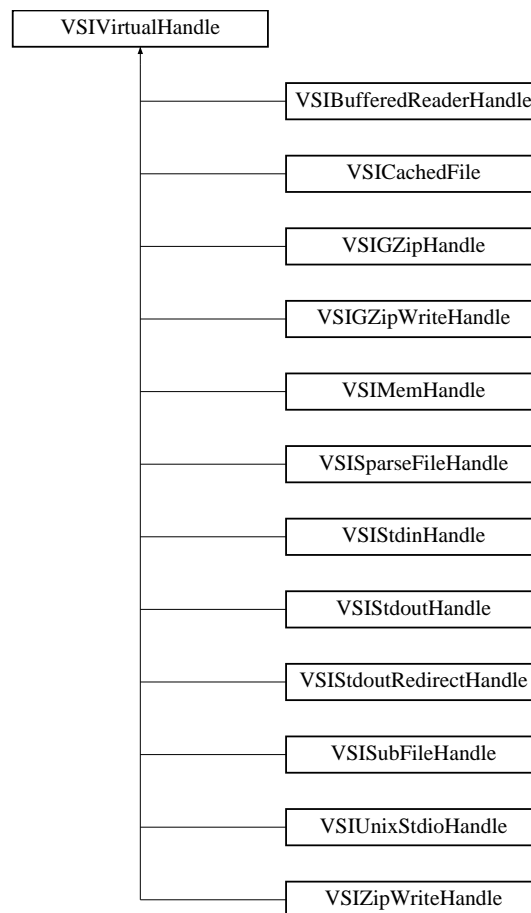 VSIVirtualHandle
VSIBufferedReaderHandle
VSICachedFile
VSIGZipHandle
VSIGZipWriteHandle
VSIMemHandle
VSISparseFileHandle
VSIStdinHandle
VSIStdoutHandle
VSIStdoutRedirectHandle
VSISubFileHandle
VSIUnixStdioHandle
VSIZipWriteHandle